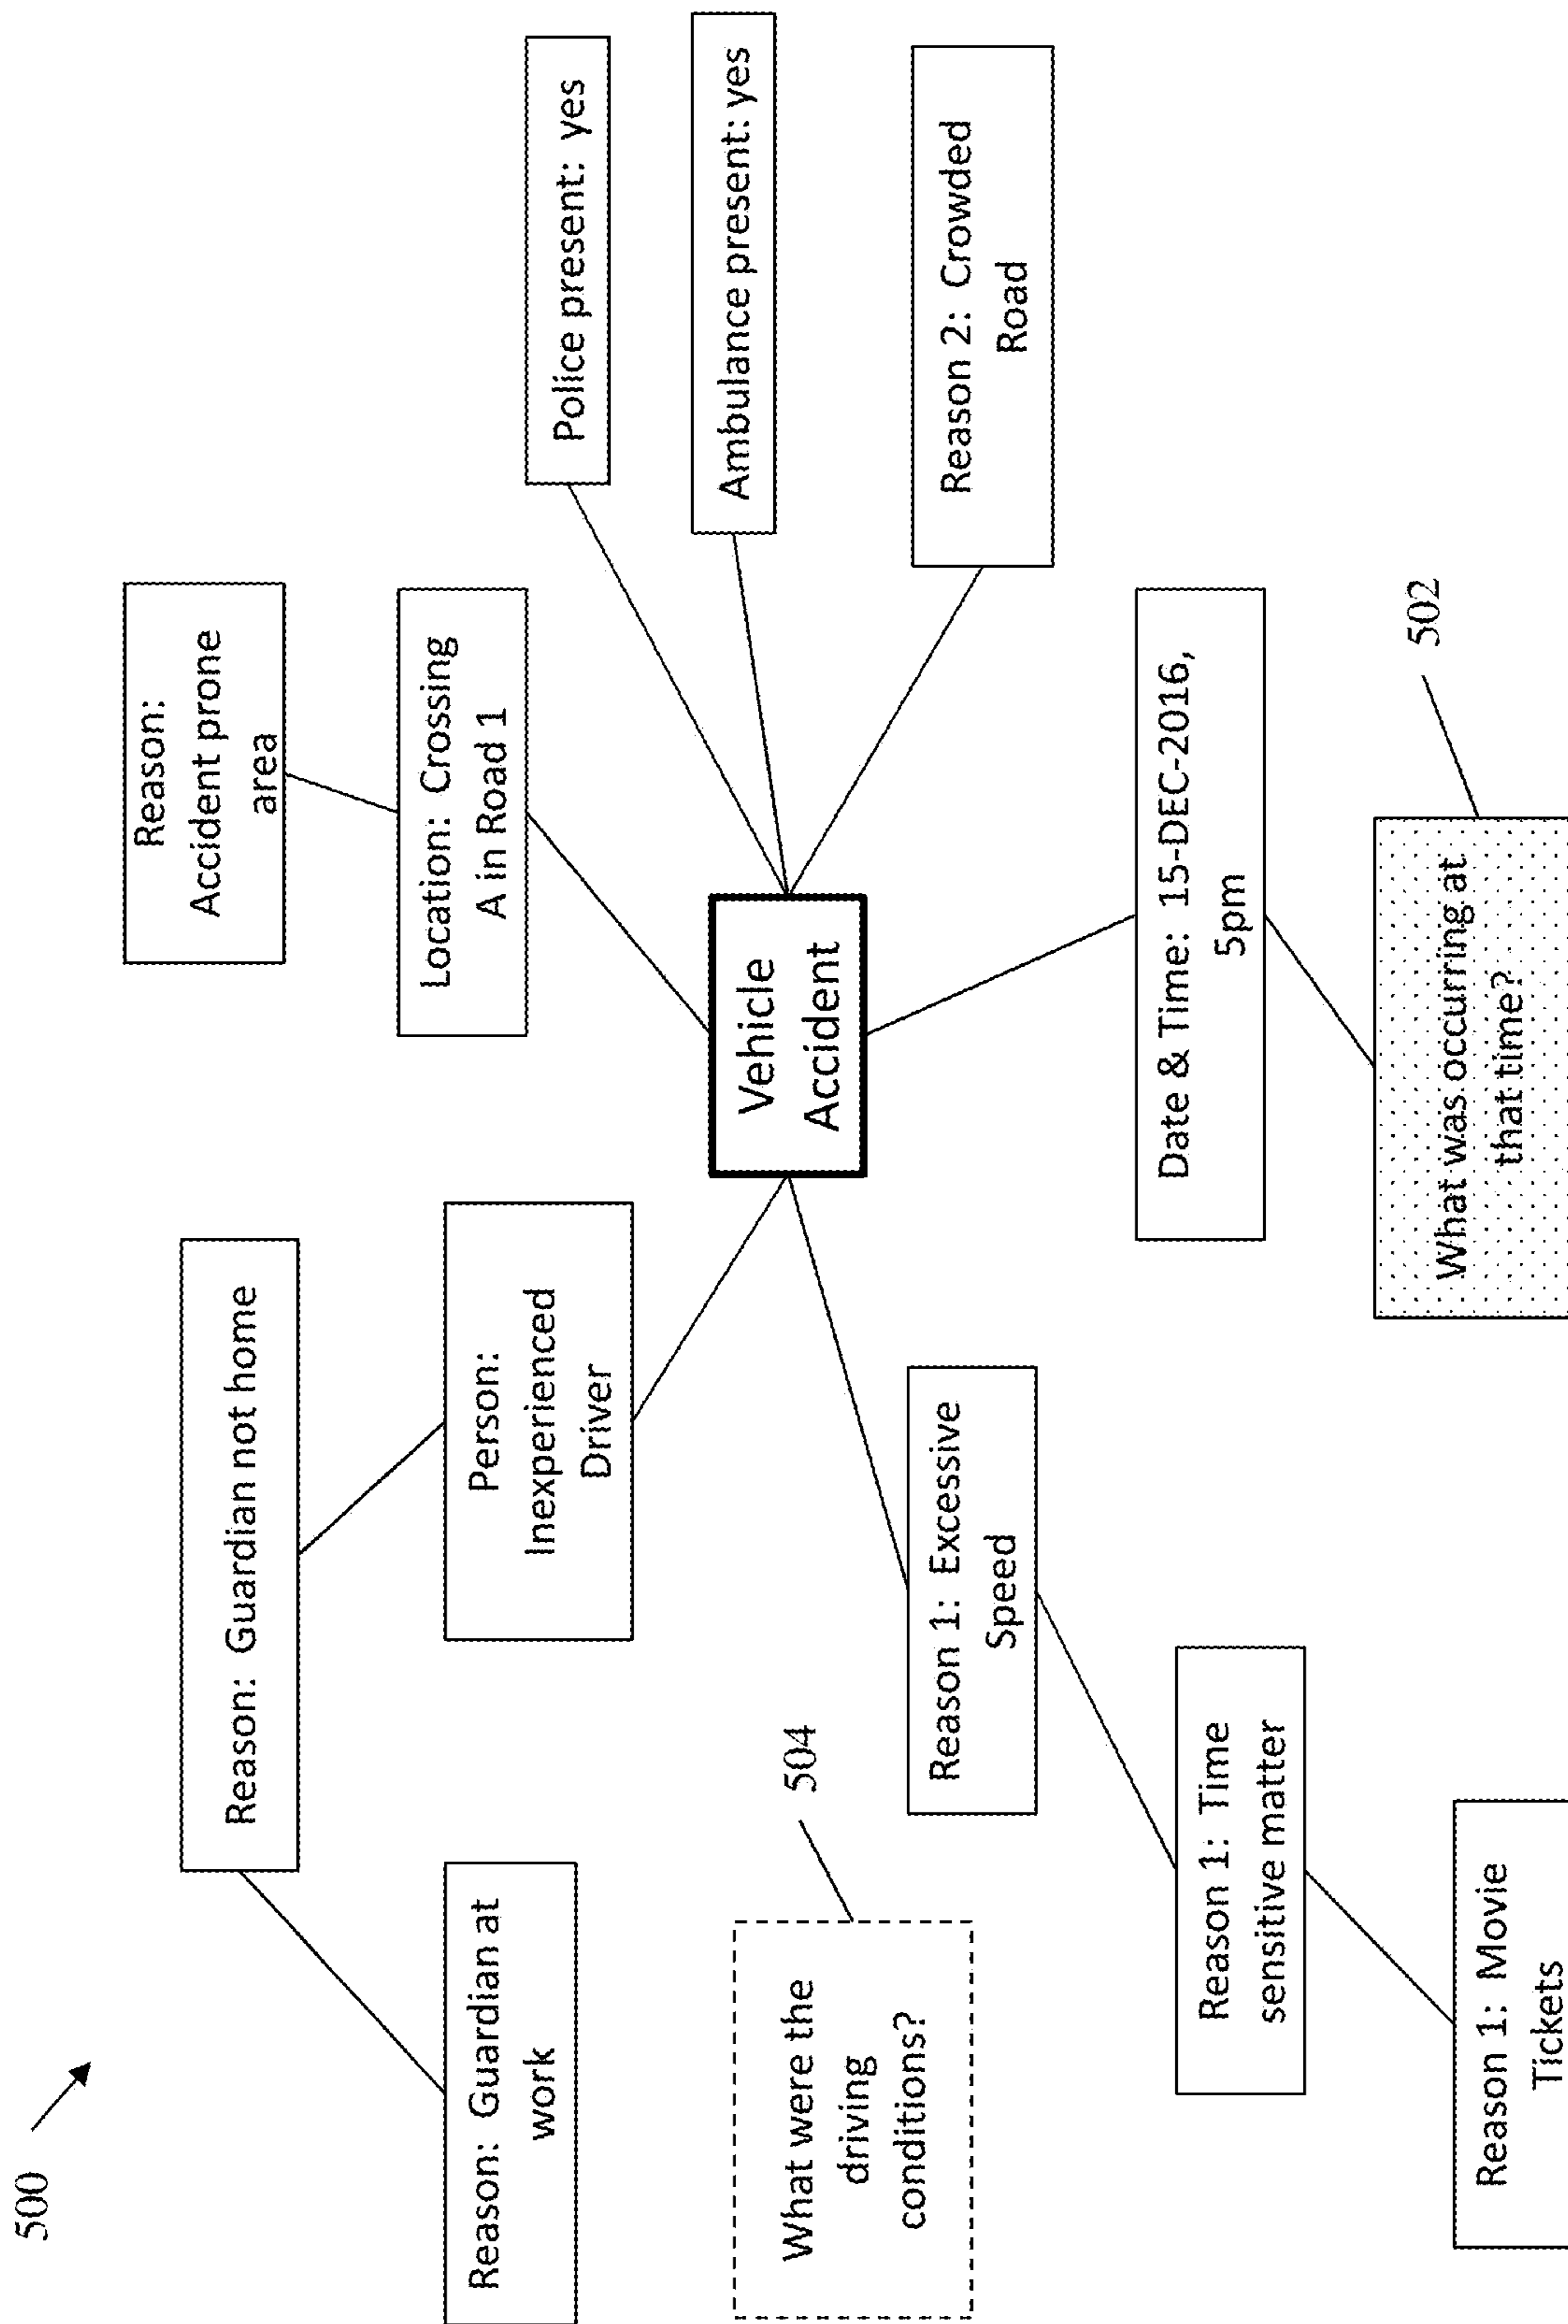 500
Reason: Guardian not home
Reason:
Accident prone
area
Reason: Guardian at
work
Person:
Inexperienced
Driver
Location: Crossing
A in Road 1
Police present: yes
504
What were the
driving
conditions?
Vehicle
Accident
Ambulance present: yes
Reason 1: Excessive
Speed
Reason 2: Crowded
Road
Reason 1: Time
sensitive matter
Date & Time: 15-DEC-2016,
5pm
502
Reason 1: Movie
Tickets
What was occurring at
that time?